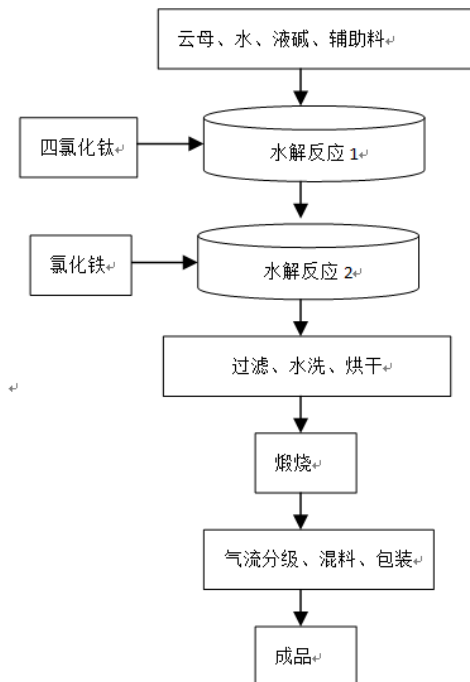 云母、水、液碱、辅助料
四氯化钛
水解反应 1
氯化铁
水解反应 2
过滤、水洗、烘干
煅烧
气流分级、混料、包装
成品